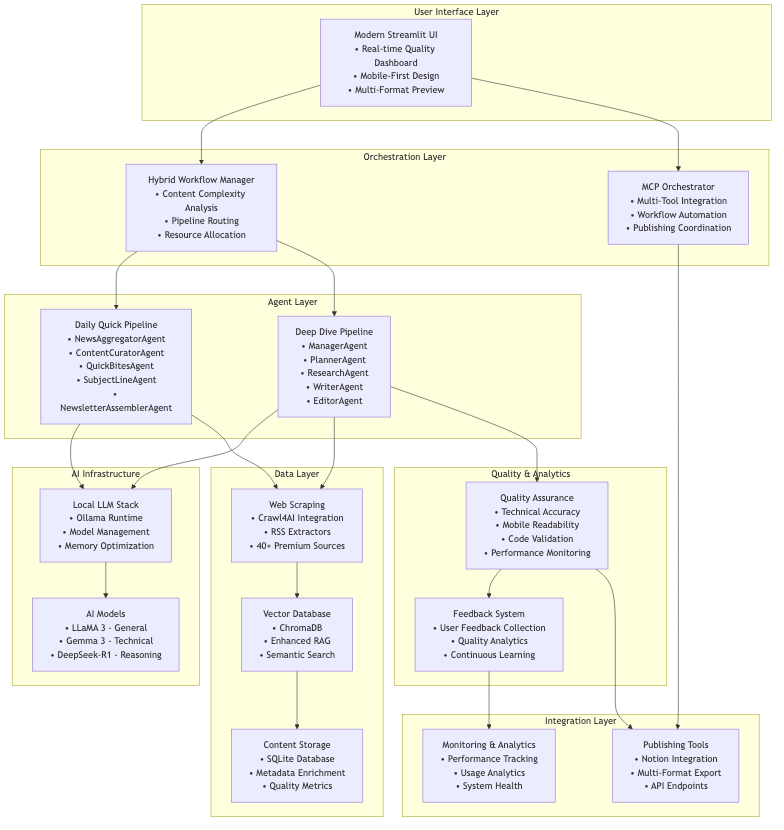 User Interface Layer
Modern Streamlit UI
• Real-time Quality
Dashboard
• Mobile-First Design
• Multi-Format Preview
Orchestration Layer
Hybrid Workflow Manager
• Content Complexity
Analysis
• Pipeline Routing
• Resource Allocation
MCP Orchestrator
• Multi-Tool Integration
• Workflow Automation
• Publishing Coordination
Agent Layer
Daily Quick Pipeline
• NewsAggregatorAgent
• ContentCuratorAgent
• QuickBitesAgent
• SubjectLineAgent
•
NewsletterAssemblerAgent
Deep Dive Pipeline
• ManagerAgent
• PlannerAgent
• ResearchAgent
• WriterAgent
• EditorAgent
AI Infrastructure
Local LLM Stack
• Ollama Runtime
• Model Management
• Memory Optimization
AI Models
• LLaMA 3 - General
• Gemma 3 - Technical
• DeepSeek-R1 - Reasoning
Data Layer
Web Scraping
• Crawl4AI Integration
• RSS Extractors
• 40+ Premium Sources
Vector Database
• ChromaDB
• Enhanced RAG
• Semantic Search
Content Storage
• SQLite Database
• Metadata Enrichment
• Quality Metrics
Quality & Analytics
Quality Assurance
• Technical Accuracy
• Mobile Readability
• Code Validation
• Performance Monitoring
Feedback System
• User Feedback Collection
• Quality Analytics
• Continuous Learning
Integration Layer
Monitoring & Analytics
• Performance Tracking
• Usage Analytics
• System Health
Publishing Tools
• Notion Integration
• Multi-Format Export
• API Endpoints